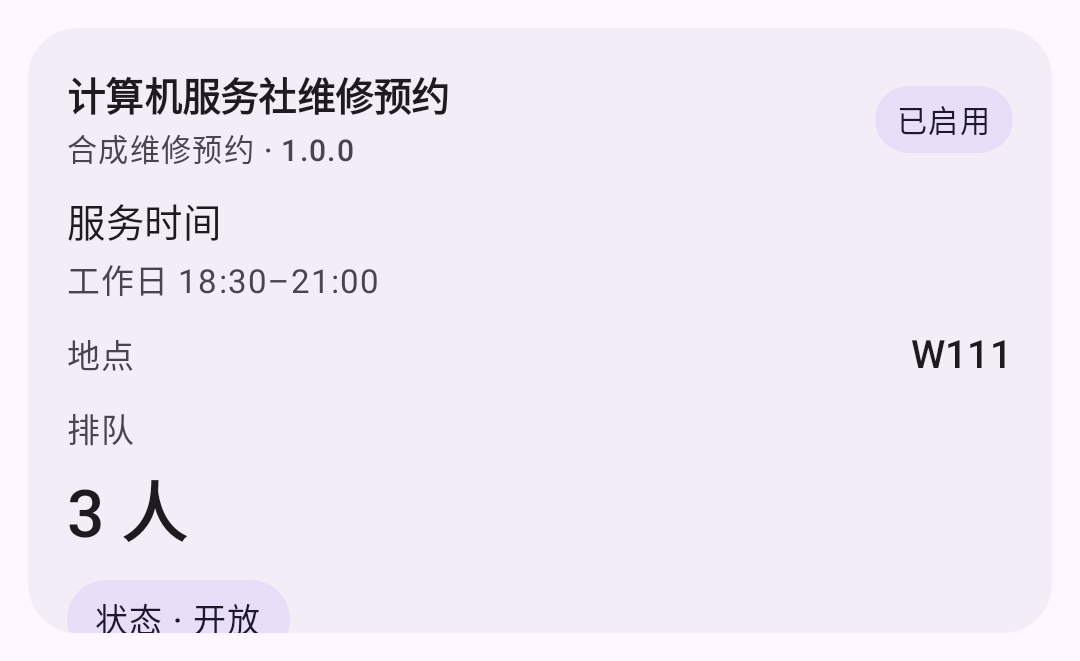 计算机服务社维修预约
合成维修预约 · 1.0.0
已启用
服务时间
工作日 18:30–21:00
地点
W111
排队
3 人
状态 · 开放